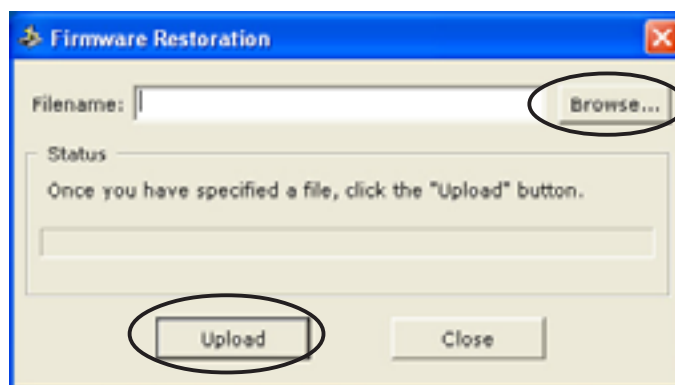 Firmware Restoration
Filename: Browse...
Status
Once you have specified a file, click the "Upload" button.
Upload Close